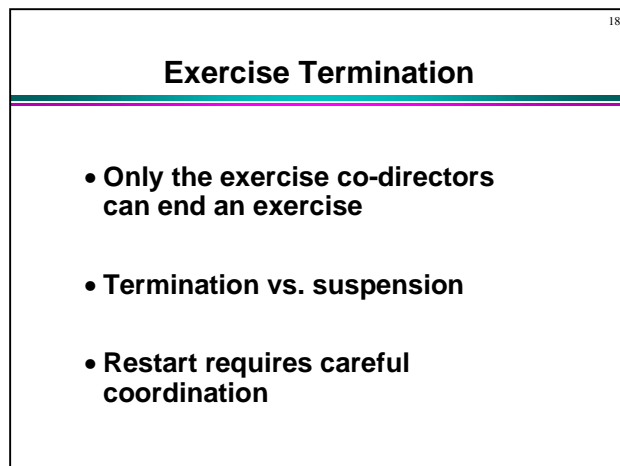 18
Exercise Termination
• Only the exercise co-directors
can end an exercise
• Termination vs. suspension
• Restart requires careful
coordination